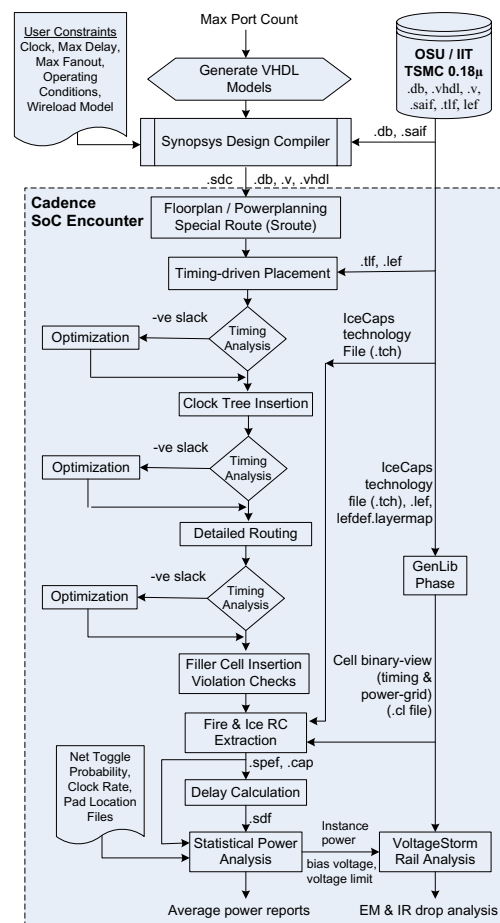 User Constraints
Clock, Max Delay,
Max Fanout,
Operating
Conditions,
Wireload Model
Max Port Count
Generate VHDL
Models
Synopsys Design Compiler
OSU / IIT
TSMC 0.18μ
.db, .vhdl, .v,
.saif, .tlf, lef
.db, .saif
.sdc
.db, .v, .vhdl
Cadence
SoC Encounter
Floorplan / Powerplanning
Special Route (Sroute)
Timing-driven Placement
.tlf, .lef
-ve slack
Timing
Analysis
Optimization
IceCaps
technology
File (.tch)
Clock Tree Insertion
-ve slack
Timing
Analysis
Optimization
IceCaps
technology
file (.tch), .lef,
lefdef.layermap
Detailed Routing
-ve slack
Timing
Analysis
Optimization
GenLib
Phase
Filler Cell Insertion
Violation Checks
Cell binary-view
(timing &
power-grid)
(.cl file)
Fire & Ice RC
Extraction
.spef, .cap
Net Toggle
Probability,
Clock Rate,
Pad Location
Files
Delay Calculation
.sdf
Statistical Power
Analysis
Instance
power
bias voltage,
voltage limit
VoltageStorm
Rail Analysis
Average power reports
EM & IR drop analysis